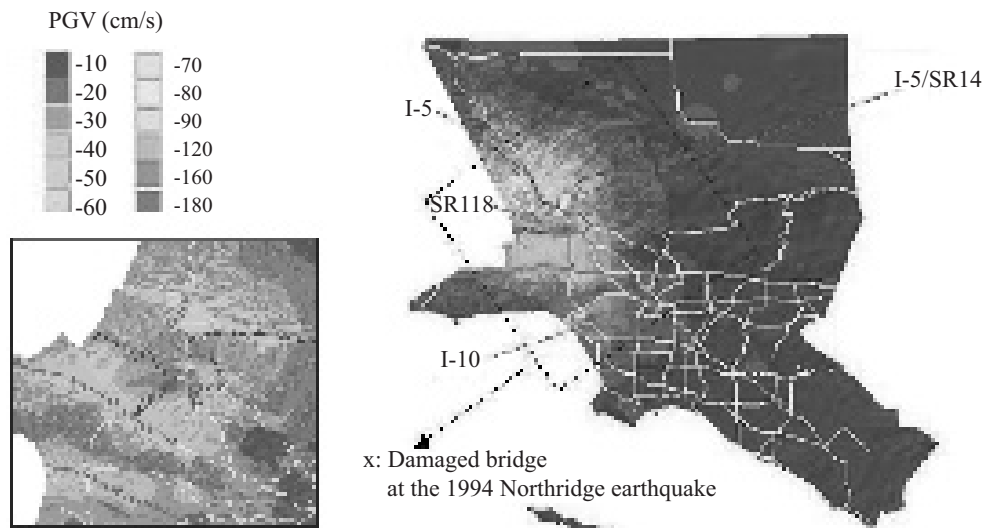 PGV (cm/s)
-10
-20
-30
-40
-50
-60
-70
-80
-90
-120
-160
-180
I-5
I-5/SR14
SR118
I-10
x: Damaged bridge
at the 1994 Northridge earthquake